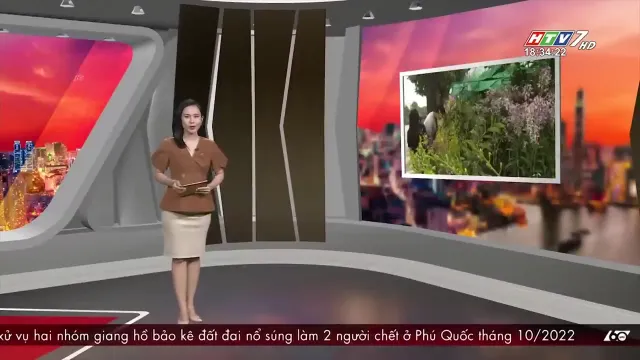 HTV7 HD
18:34:22
xử vụ hai nhóm giang hồ bảo kê đất đai nổ súng làm 2 người chết ở Phú Quốc tháng 10/2022
60